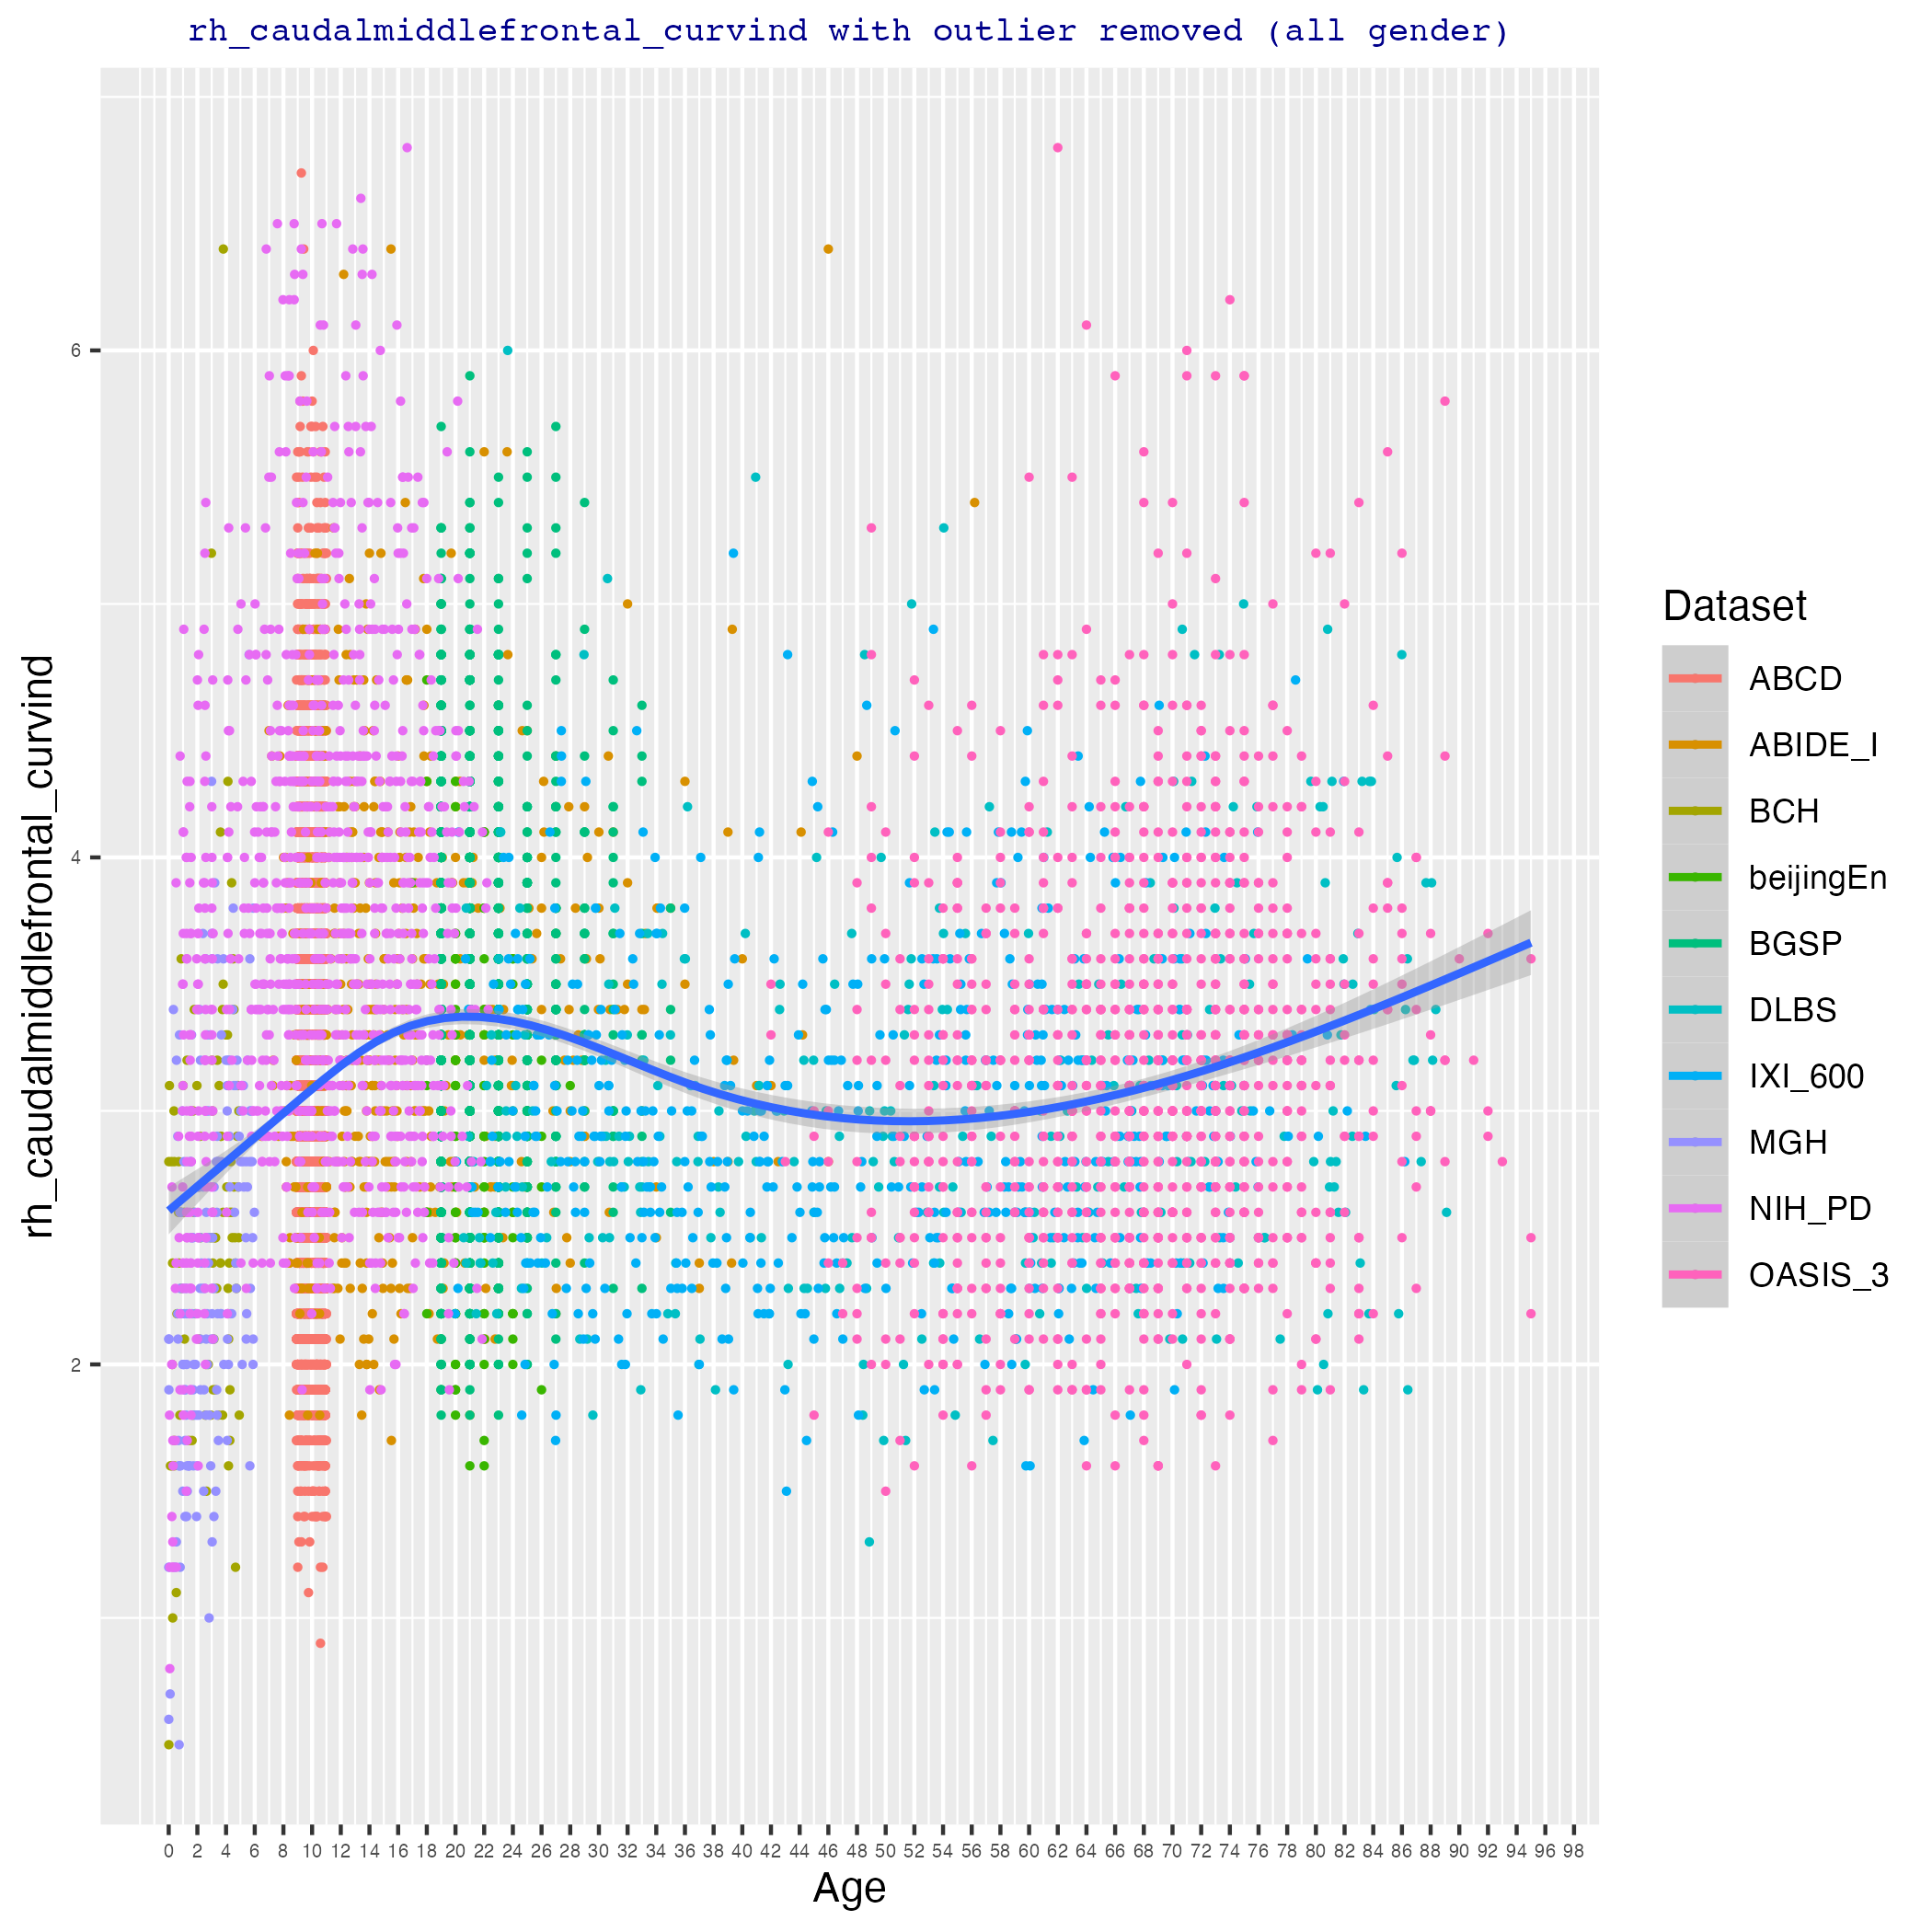 rh_caudalmiddlefrontal_curvind with outlier removed (all gender)
rh_caudalmiddlefrontal_curvind
6
4
2
0 2 4 6 8 10 12 14 16 18 20 22 24 26 28 30 32 34 36 38 40 42 44 46 48 50 52 54 56 58 60 62 64 66 68 70 72 74 76 78 80 82 84 86 88 90 92 94 96 98
Age
Dataset
ABCD
ABIDE_I
BCH
beijingEn
BGSP
DLBS
IXI_600
MGH
NIH_PD
OASIS_3